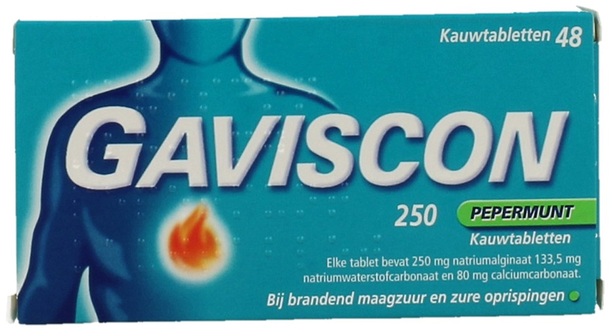 Kauwtabletten 48
GAVISCON
250 PEPERMUNT
Kauwtabletten
Elke tablet bevat 250 mg natriumalginaat 133,5 mg
natriumwaterstofcarbonaat en 80 mg calciumcarbonaat.
Bij brandend maagzuur en zure oprispingen